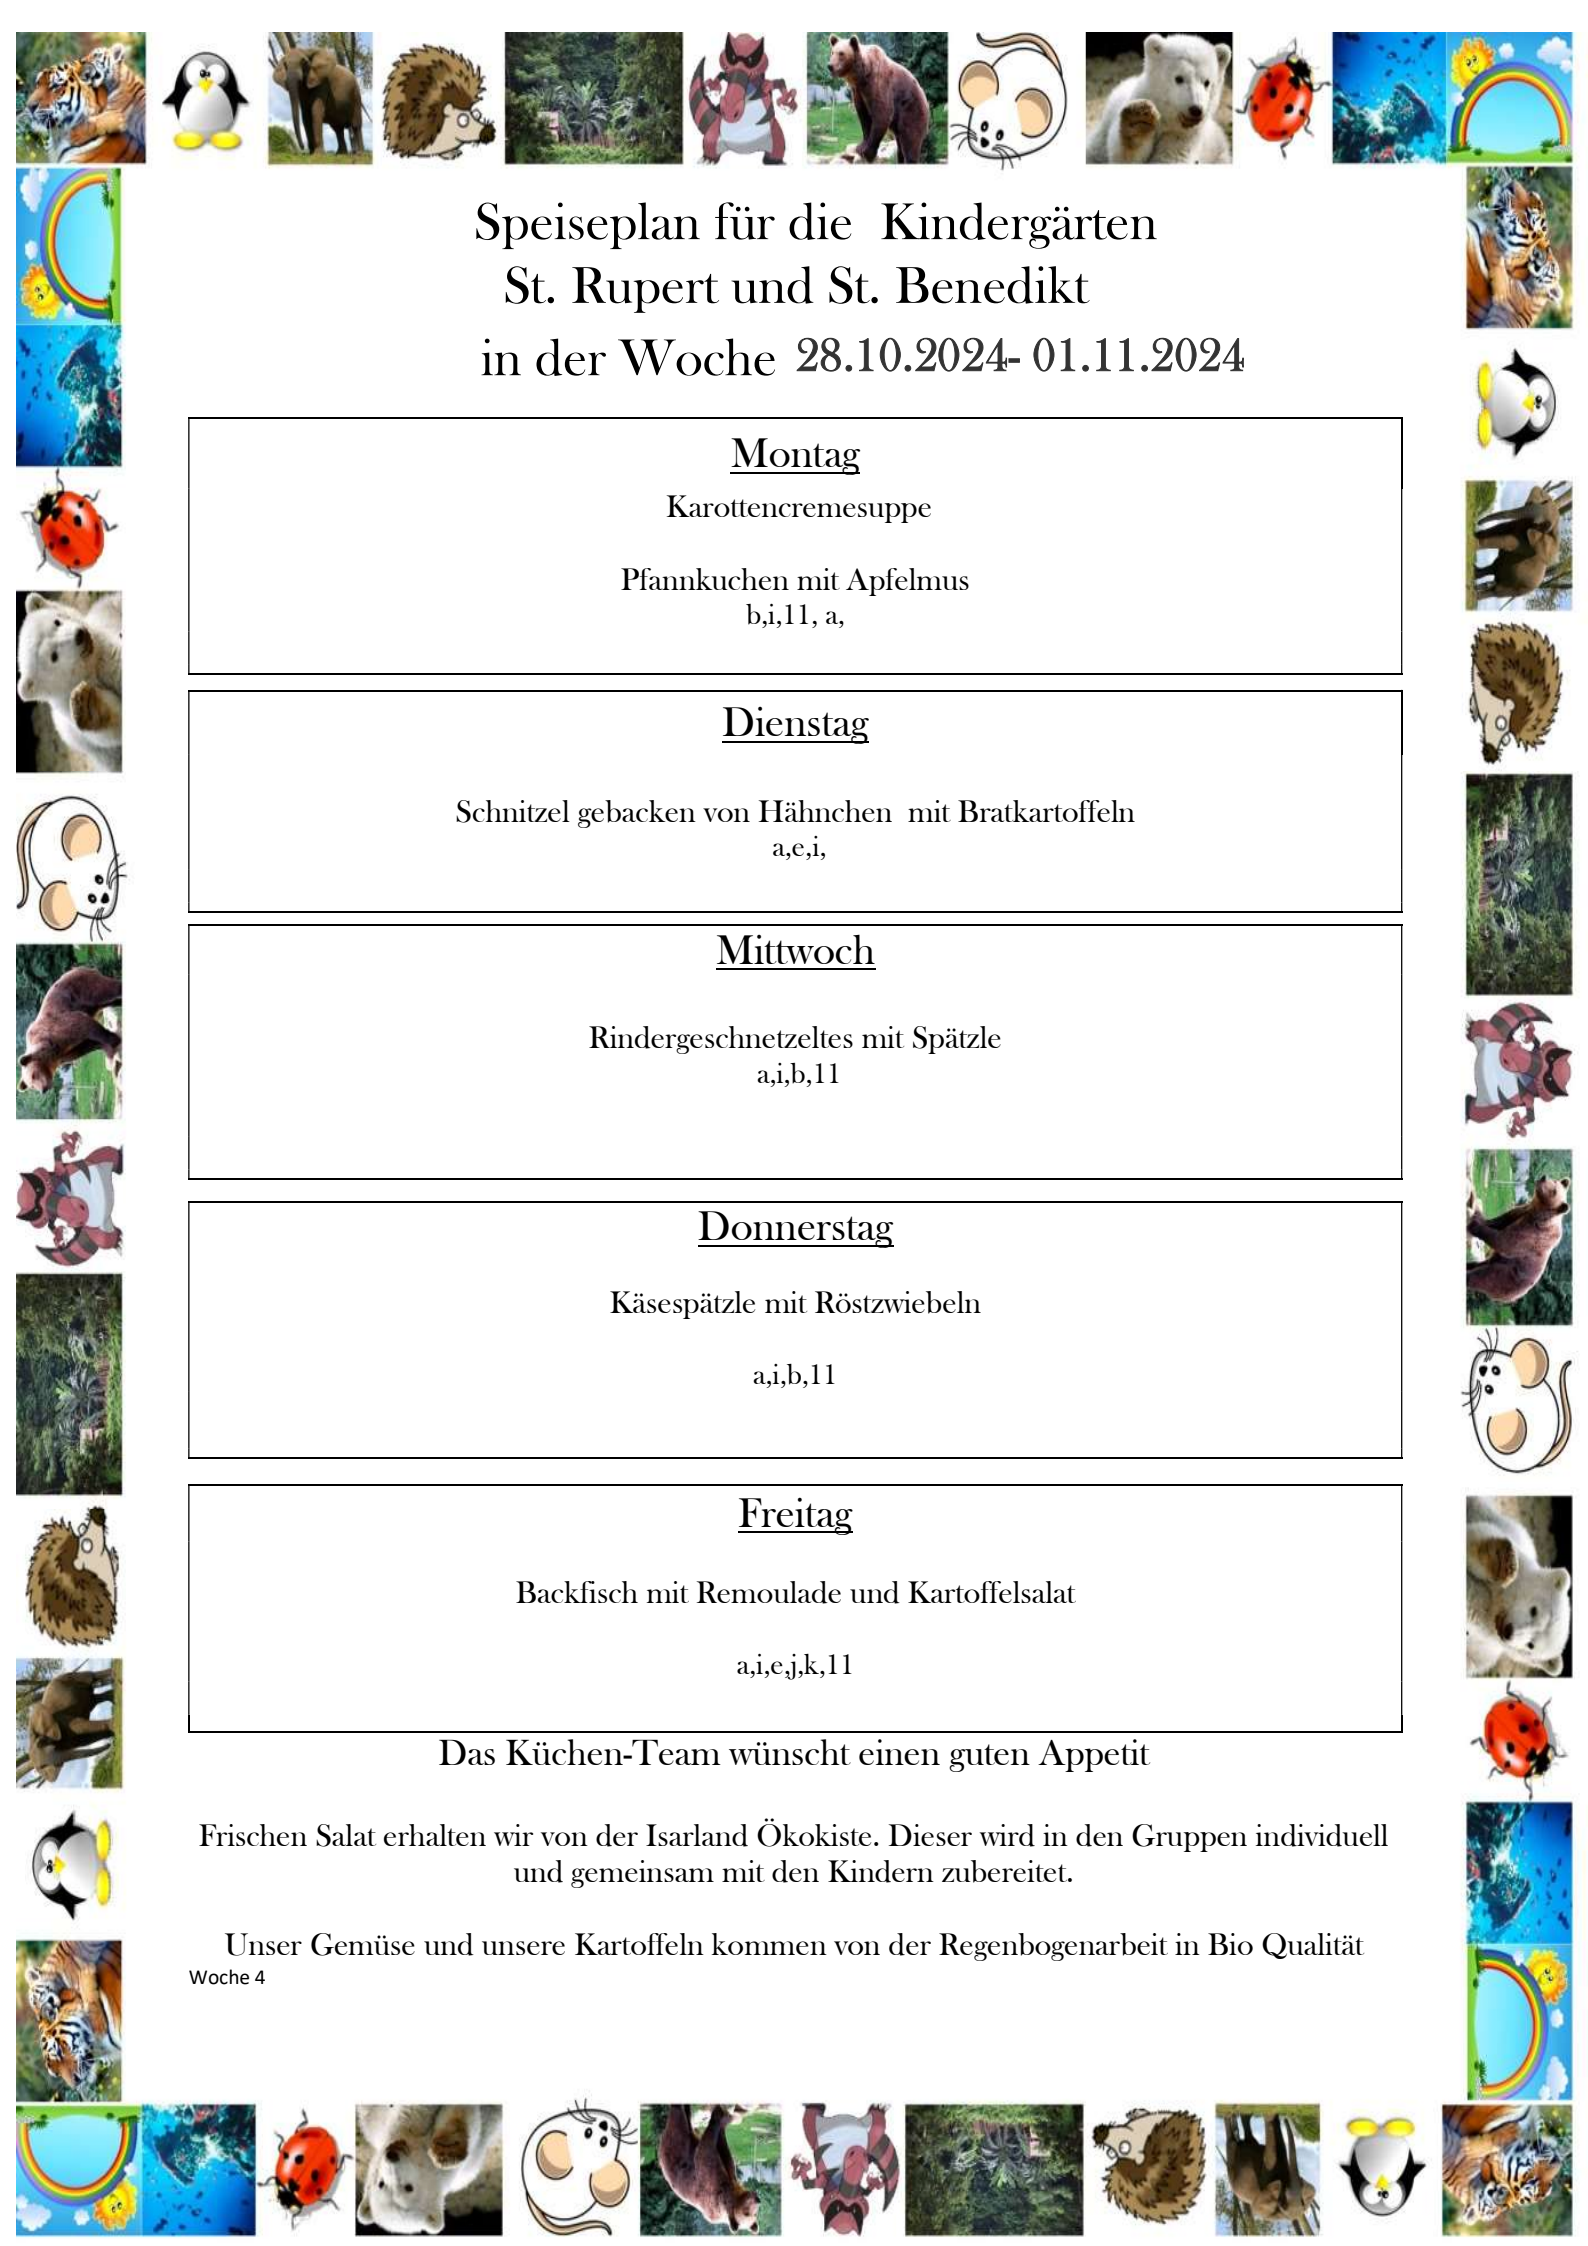 Speiseplan für die Kindergärten
St. Rupert und St. Benedikt
in der Woche 28.10.2024- 01.11.2024
Montag
Karottencremesuppe
Pfannkuchen mit Apfelmus
b,i,11, a,
Dienstag
Schnitzel gebacken von Hähnchen mit Bratkartoffeln
a,e,i,
Mittwoch
Rindergeschnetzeltes mit Spätzle
a,i,b,11
Donnerstag
Käsespätzle mit Röstzwiebeln
a,i,b,11
Freitag
Backfisch mit Remoulade und Kartoffelsalat
a,i,e,j,k,11
Das Küchen-Team wünscht einen guten Appetit
Frischen Salat erhalten wir von der Isarland Ökokiste. Dieser wird in den Gruppen individuell
und gemeinsam mit den Kindern zubereitet.
Unser Gemüse und unsere Kartoffeln kommen von der Regenbogenarbeit in Bio Qualität
Woche 4